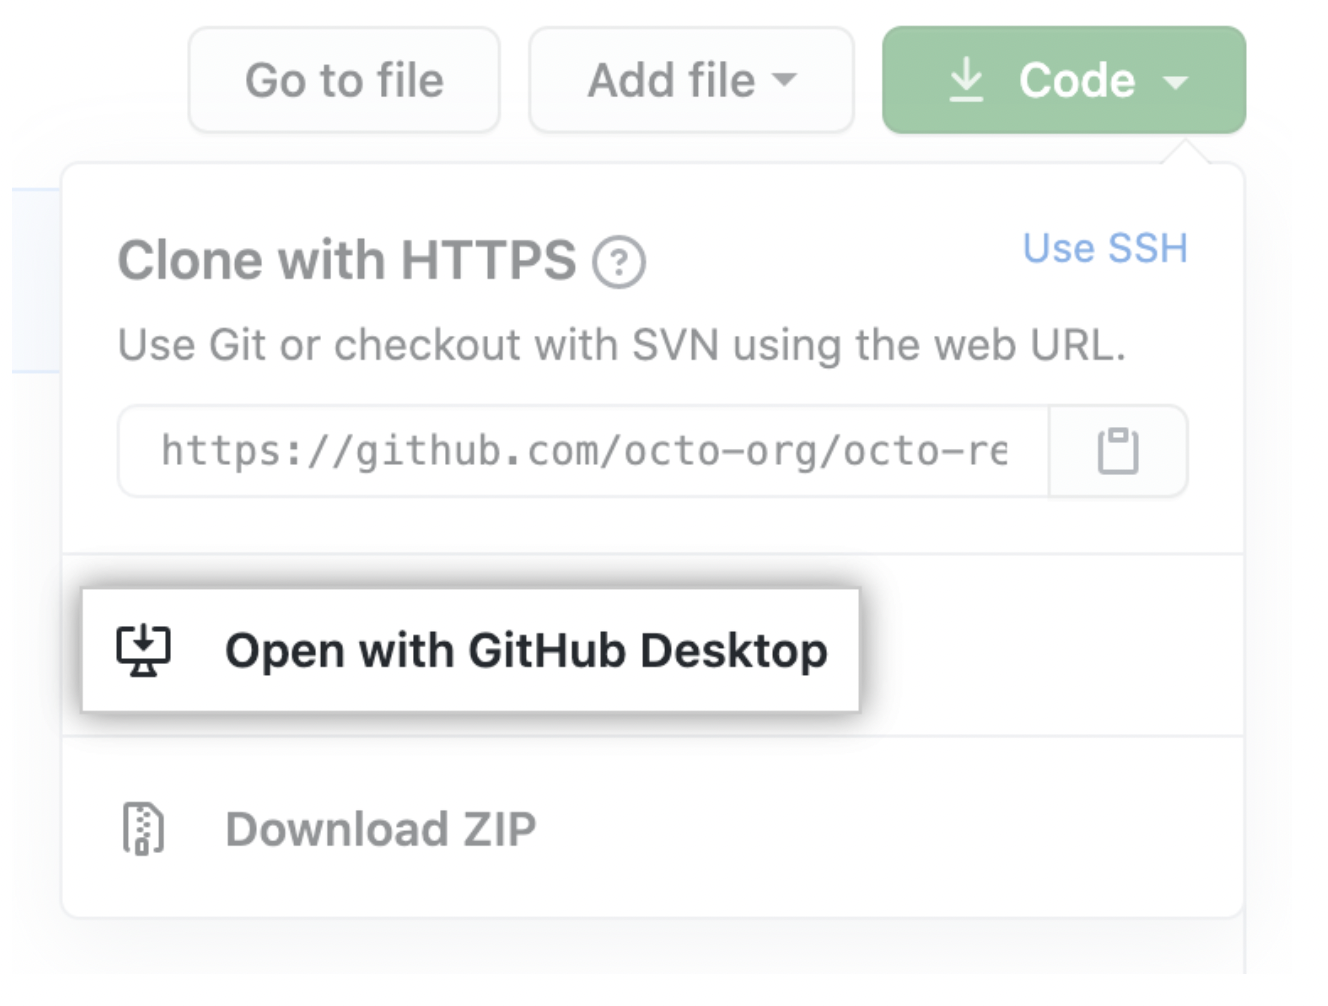 Go to file
Add file
Code
Clone with HTTPS
Use SSH
Use Git or checkout with SVN using the web URL.
https://github.com/octo-org/octo-re
Open with GitHub Desktop
Download ZIP